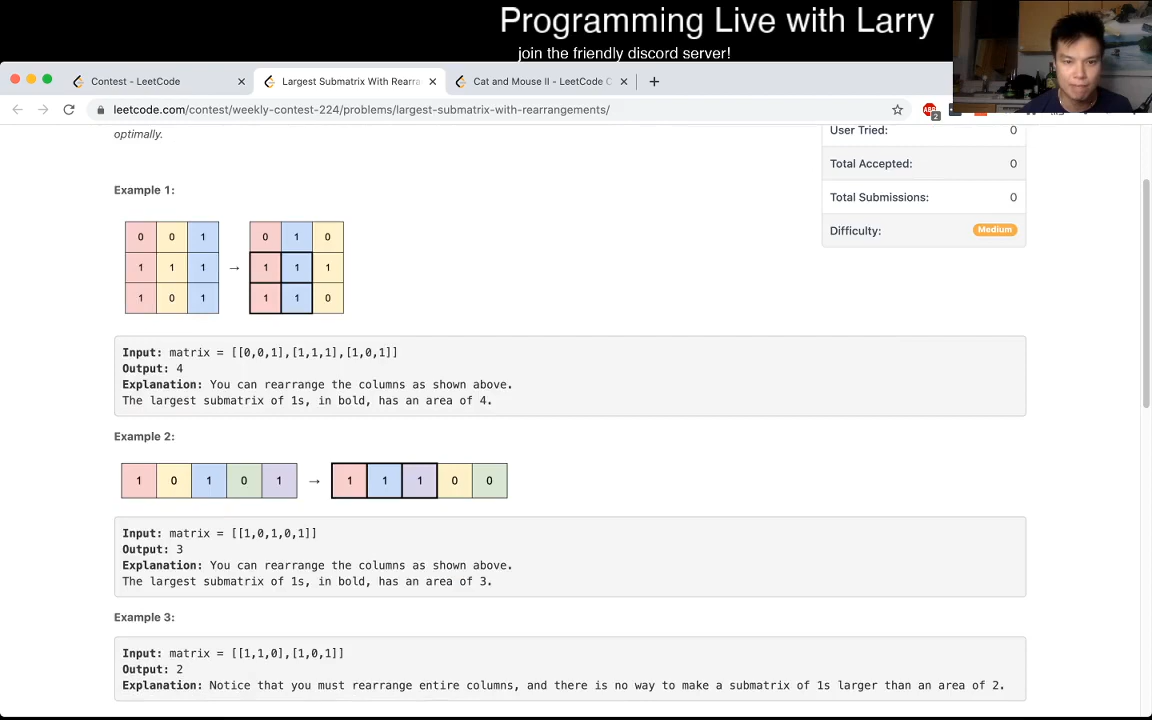 Programming Live with Larry
join the friendly discord server!
Contest - LeetCode
Largest Submatrix With Rearra
Cat and Mouse II - LeetCode C
leetcode.com/contest/weekly-contest-224/problems/largest-submatrix-with-rearrangements/
ABP
2
optimally.
User Tried: 0
Total Accepted: 0
Total Submissions: 0
Difficulty: Medium
Example 1:
0 0 1 0 1 0
1 1 1 → 1 1 1
1 0 1 1 1 0
Input: matrix = [[0,0,1],[1,1,1],[1,0,1]]
Output: 4
Explanation: You can rearrange the columns as shown above.
The largest submatrix of 1s, in bold, has an area of 4.
Example 2:
1 0 1 0 1 → 1 1 1 0 0
Input: matrix = [[1,0,1,0,1]]
Output: 3
Explanation: You can rearrange the columns as shown above.
The largest submatrix of 1s, in bold, has an area of 3.
Example 3:
Input: matrix = [[1,1,0],[1,0,1]]
Output: 2
Explanation: Notice that you must rearrange entire columns, and there is no way to make a submatrix of 1s larger than an area of 2.